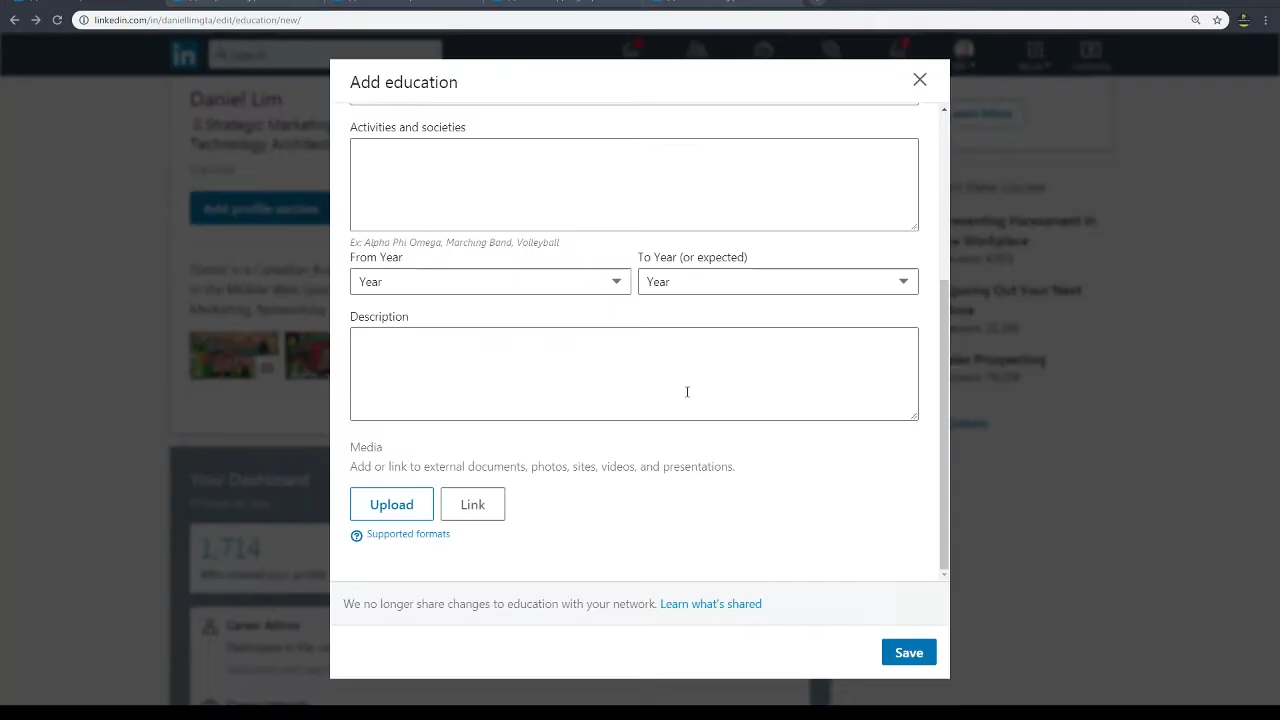 linkedin.com/in/daniellimgta/edit/education/new/
in
Add education
Daniel Lim
Activities and societies
Add profile section
Ex: Alpha Phi Omega, Marching Band, Volleyball
From Year
To Year (or expected)
Year
Year
Description
Media
Add or link to external documents, photos, sites, videos, and presentations.
Your Dashboard
Upload
Link
Supported formats
1,714
We no longer share changes to education with your network. Learn what's shared
Career Advice
Save